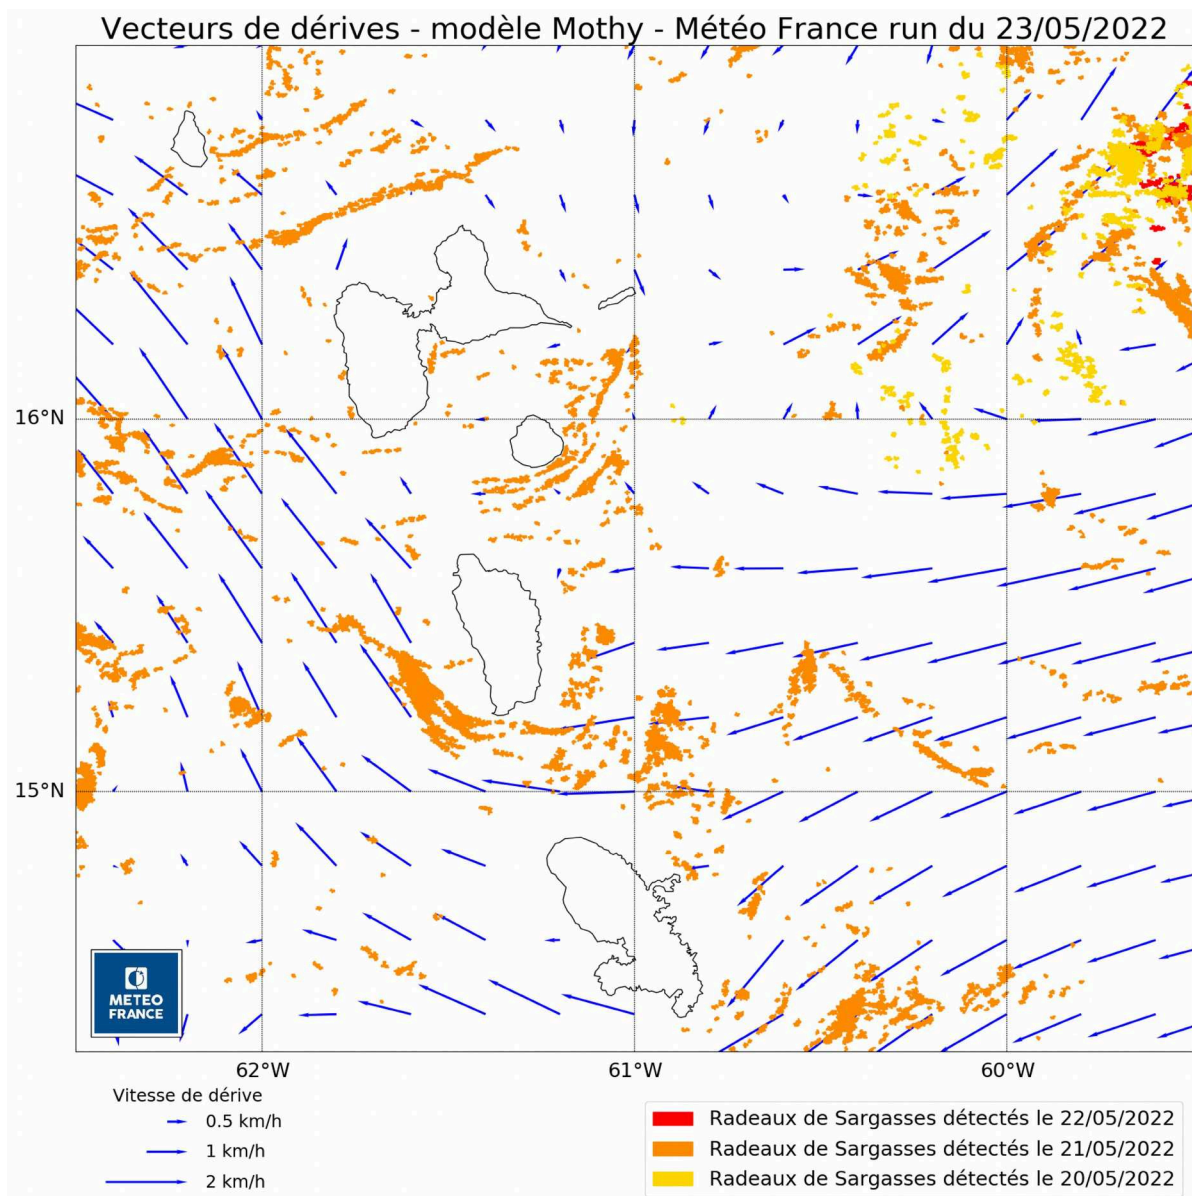 Vecteurs de dérives - modèle Mothy - Météo France run du 23/05/2022
16°N
15°N
METEO
FRANCE
62°W
61°W
60°W
Vitesse de dérive
0.5 km/h
1 km/h
2 km/h
Radeaux de Sargasses détectés le 22/05/2022
Radeaux de Sargasses détectés le 21/05/2022
Radeaux de Sargasses détectés le 20/05/2022